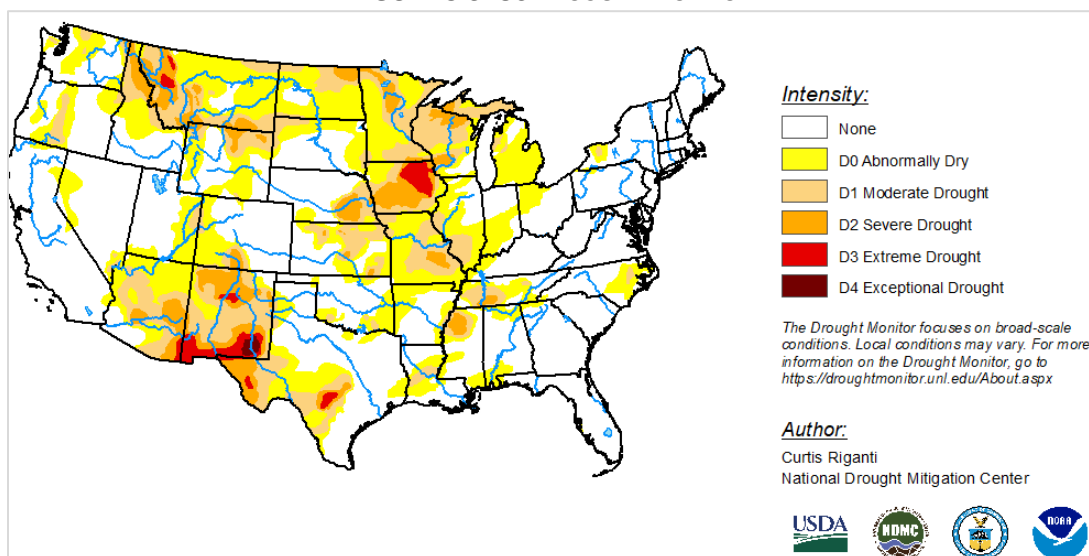 Intensity:
None
D0 Abnormally Dry
D1 Moderate Drought
D2 Severe Drought
D3 Extreme Drought
D4 Exceptional Drought
The Drought Monitor focuses on broad-scale
conditions. Local conditions may vary. For more
information on the Drought Monitor, go to
https://droughtmonitor.unl.edu/About.aspx
Author:
Curtis Riganti
National Drought Mitigation Center
USDA
NDMC
NOAA